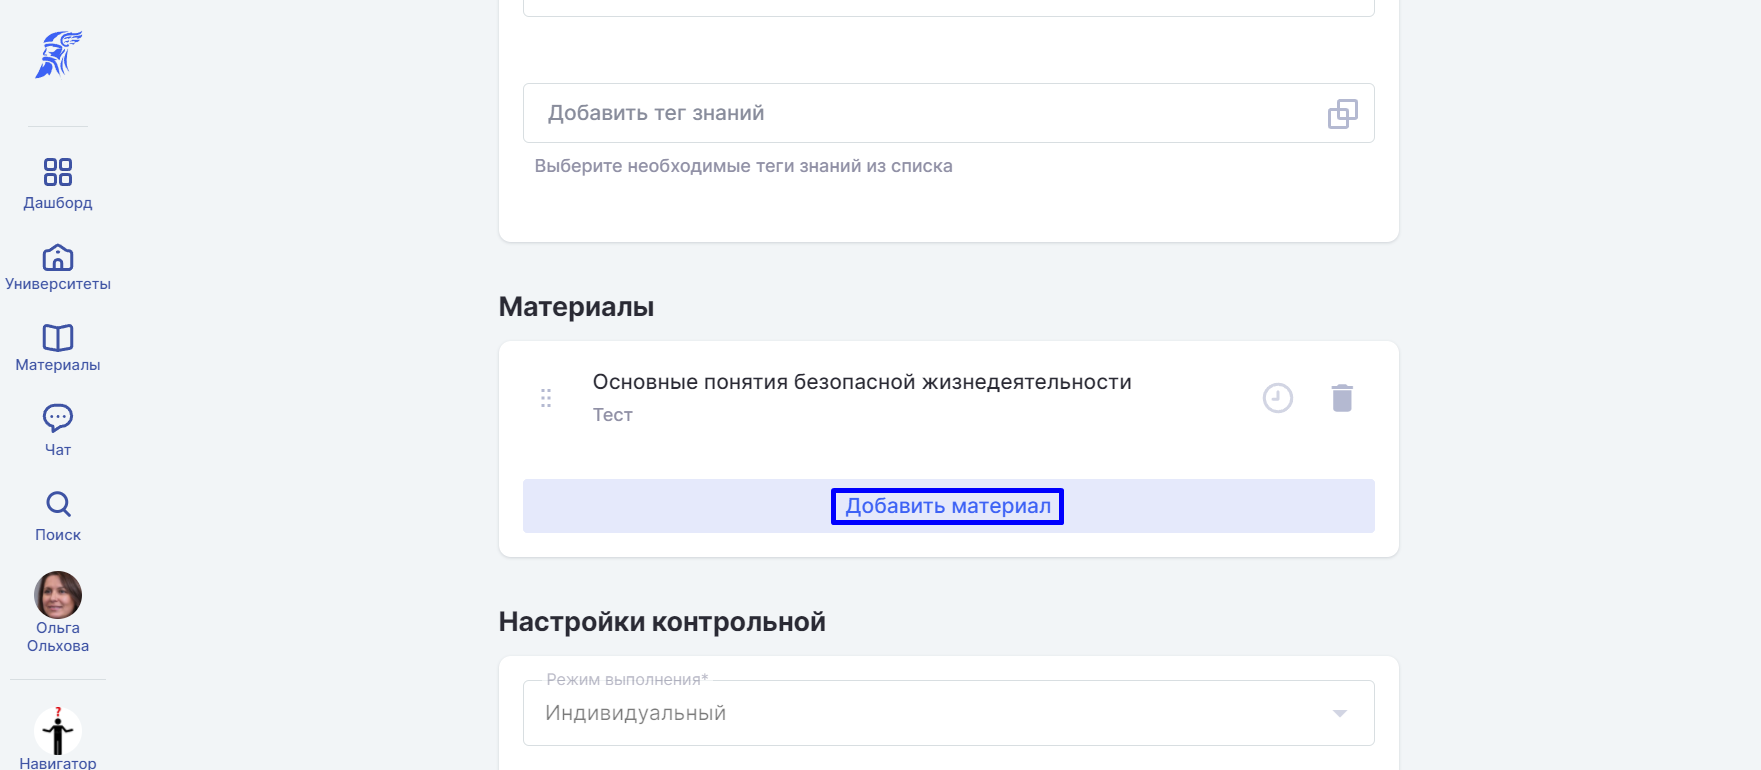 Добавить тег знаний
Выберите необходимые теги знаний из списка
Материалы
Основные понятия безопасной жизнедеятельности
Тест
Добавить материал
Настройки контрольной
Режим выполнения*
Индивидуальный
Дашборд
Университеты
Материалы
Чат
Поиск
Ольга
Ольхова
?
Навигатор